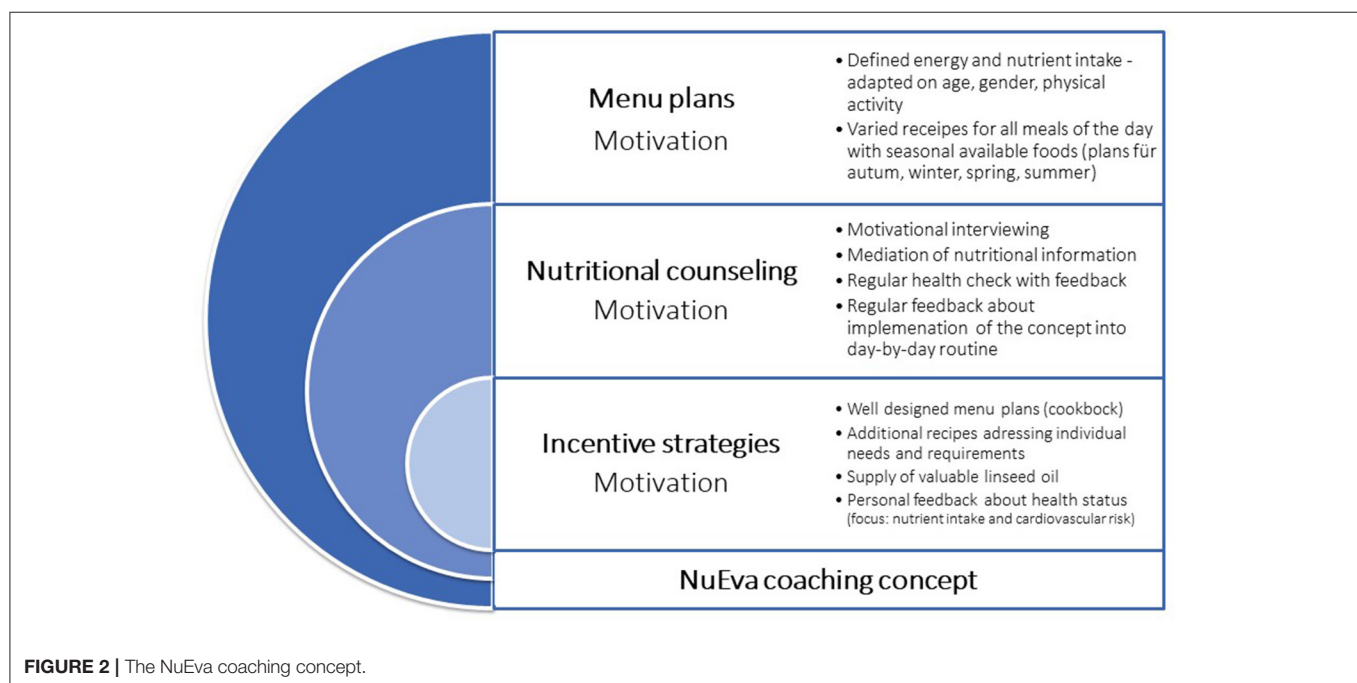 Menu plans
Motivation
• Defined energy and nutrient intake -
adapted on age, gender, physical
activity
• Varied receipes for all meals of the day
with seasonal available foods (plans für
autum, winter, spring, summer)
Nutritional counseling
Motivation
• Motivational interviewing
• Mediation of nutritional information
• Regular health check with feedback
• Regular feedback about
implemenation of the concept into
day-by-day routine
Incentive strategies
Motivation
• Well designed menu plans (cookbock)
• Additional recipes adressing individual
needs and requirements
• Supply of valuable linseed oil
• Personal feedback about health status
(focus: nutrient intake and cardiovascular risk)
NuEva coaching concept
FIGURE 2 | The NuEva coaching concept.